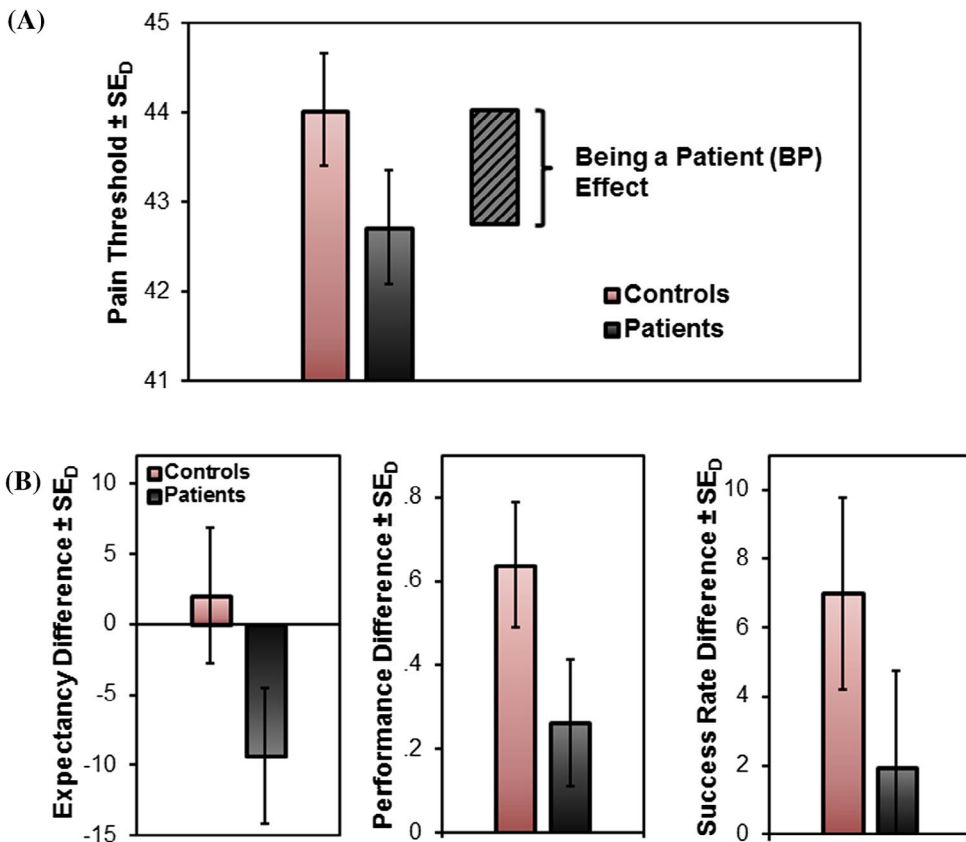 (A)
Pain Threshold ± SE_D
45
44
43
42
41
Being a Patient (BP)
Effect
Controls
Patients
(B)
Expectancy Difference ± SE_D
10
5
0
-5
-10
-15
Controls
Patients
Performance Difference ± SE_D
.8
.6
.4
.2
0
Success Rate Difference ± SE_D
10
8
6
4
2
0